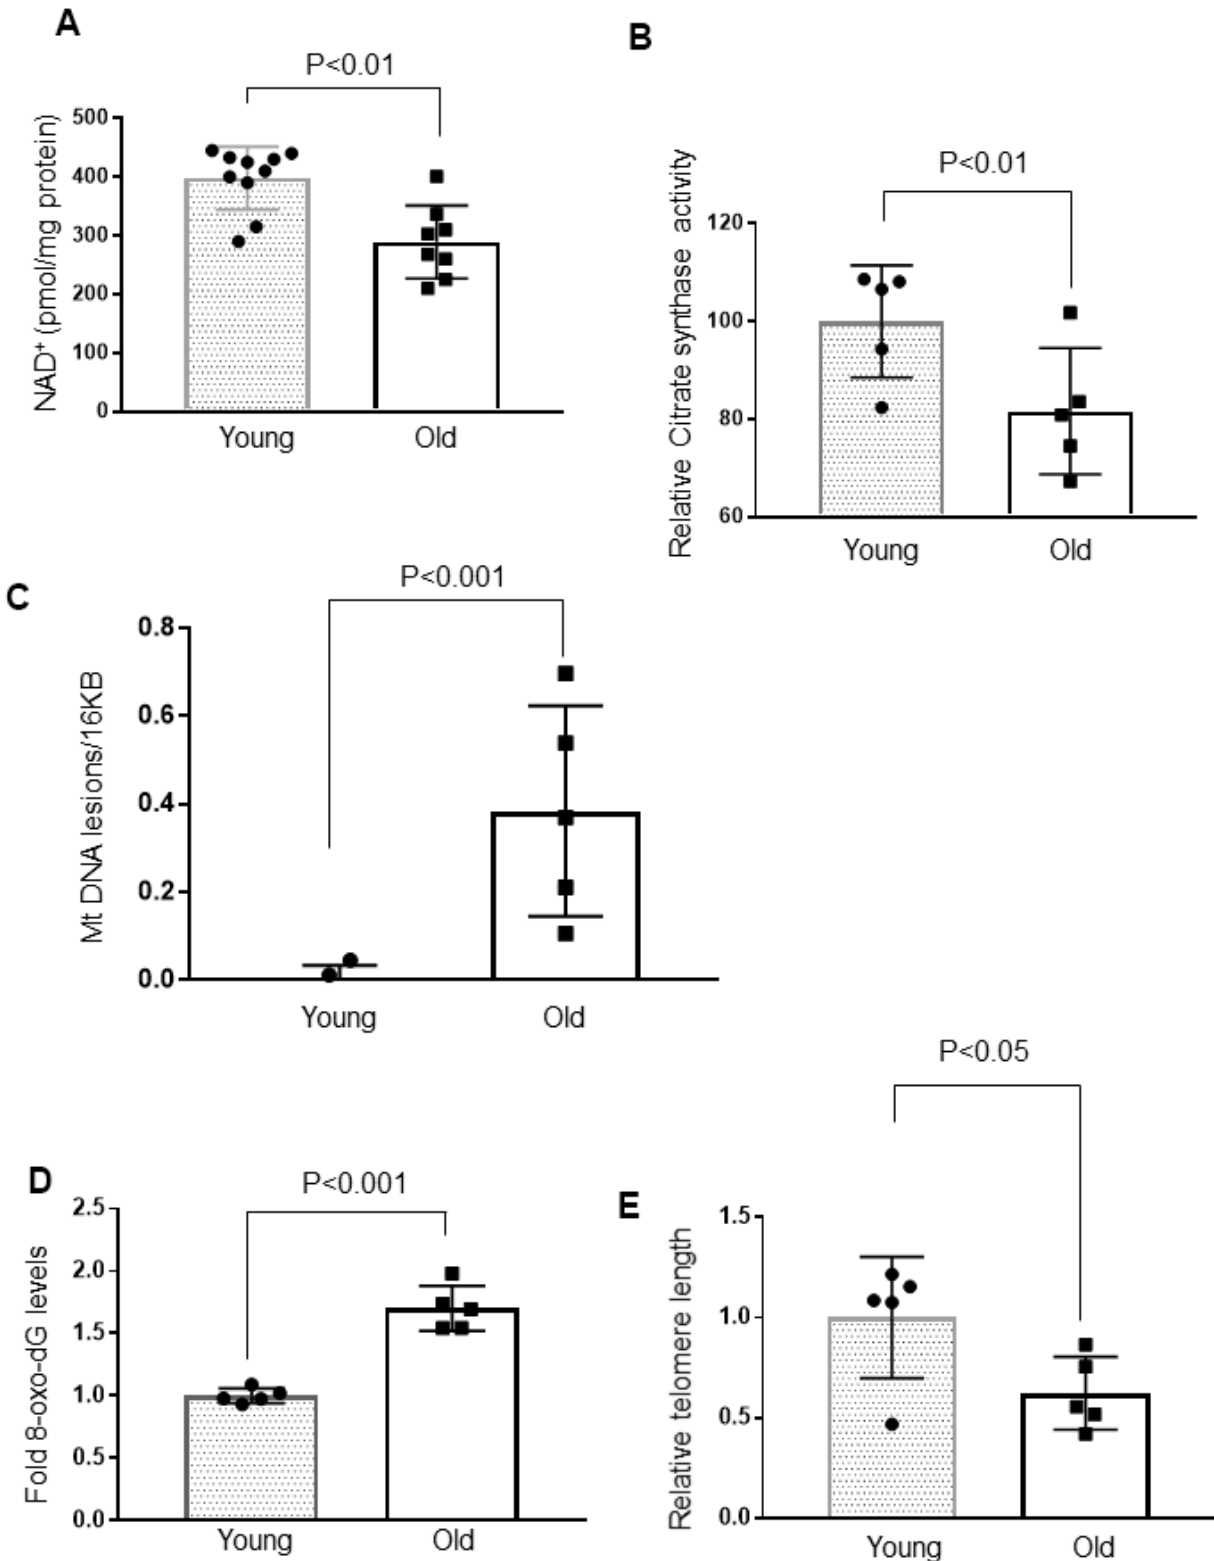 A
P<0.01
NAD⁺ (pmol/mg protein)
500
400
300
200
100
0
Young
Old
B
P<0.01
Relative Citrate synthase activity
120
100
80
60
Young
Old
C
P<0.001
Mt DNA lesions/16KB
0.8
0.6
0.4
0.2
0.0
Young
Old
D
P<0.001
Fold 8-oxo-dG levels
2.5
2.0
1.5
1.0
0.5
0.0
Young
Old
E
P<0.05
Relative telomere length
1.5
1.0
0.5
0.0
Young
Old